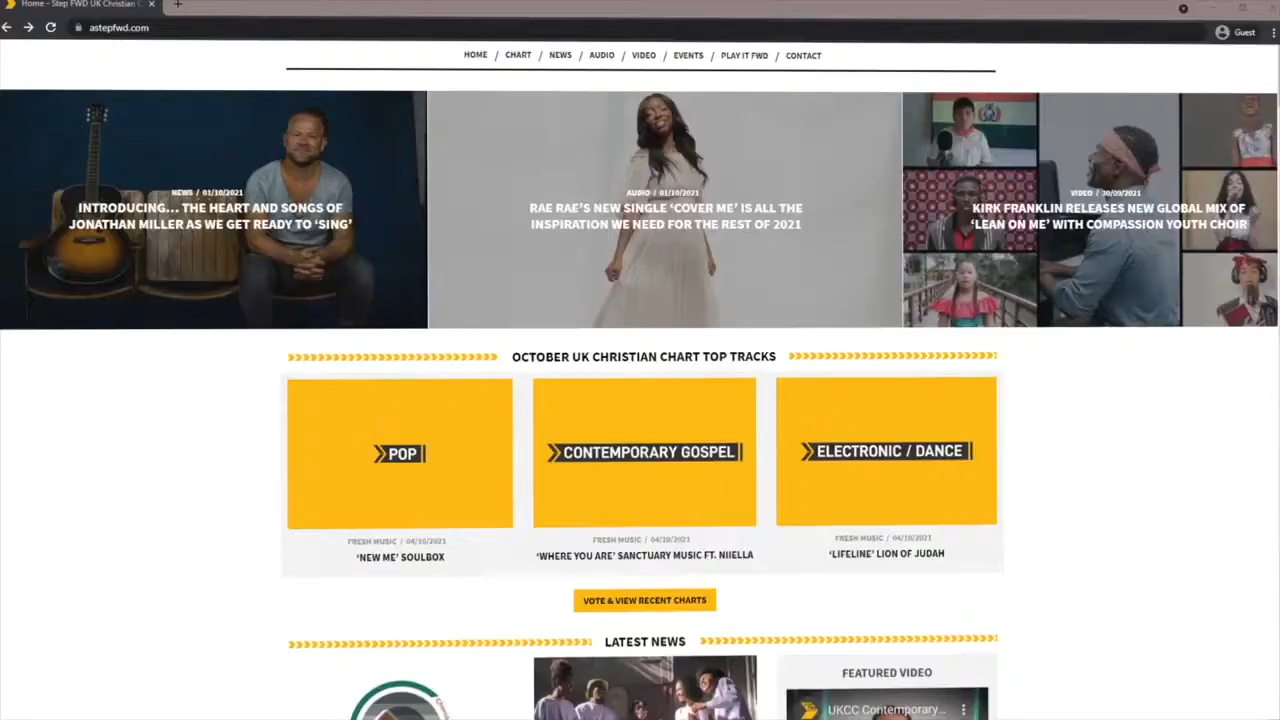 Home - Step FWD UK Christian C
astepfwd.com
Guest
HOME / CHART / NEWS / AUDIO / VIDEO / EVENTS / PLAY IT FWD / CONTACT
NEWS / 01/10/2021
INTRODUCING... THE HEART AND SONGS OF
JONATHAN MILLER AS WE GET READY TO ‘SING’
AUDIO / 01/10/2021
RAE RAE’S NEW SINGLE ‘COVER ME’ IS ALL THE
INSPIRATION WE NEED FOR THE REST OF 2021
VIDEO / 30/09/2021
KIRK FRANKLIN RELEASES NEW GLOBAL MIX OF
‘LEAN ON ME’ WITH COMPASSION YOUTH CHOIR
OCTOBER UK CHRISTIAN CHART TOP TRACKS
POP
CONTEMPORARY GOSPEL
ELECTRONIC / DANCE
FRESH MUSIC / 04/10/2021
‘NEW ME’ SOULBOX
FRESH MUSIC / 04/10/2021
‘WHERE YOU ARE’ SANCTUARY MUSIC FT. NIIELLA
FRESH MUSIC / 04/10/2021
‘LIFELINE’ LION OF JUDAH
VOTE & VIEW RECENT CHARTS
LATEST NEWS
FEATURED VIDEO
UKCC Contemporary...